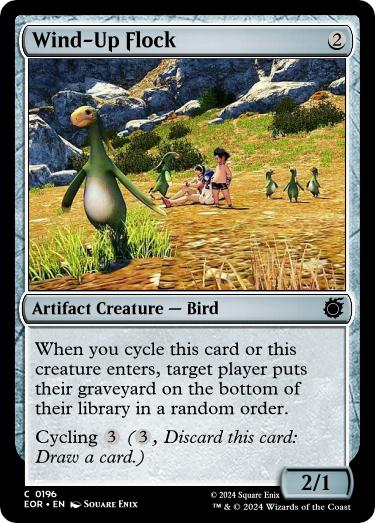 Wind-Up Flock 2
Artifact Creature — Bird
When you cycle this card or this
creature enters, target player puts
their graveyard on the bottom of
their library in a random order.
Cycling 3 (3, Discard this card:
Draw a card.)
2/1
C 0196
EOR • EN SQUARE ENIX
© 2024 Square Enix
™ & © 2024 Wizards of the Coast